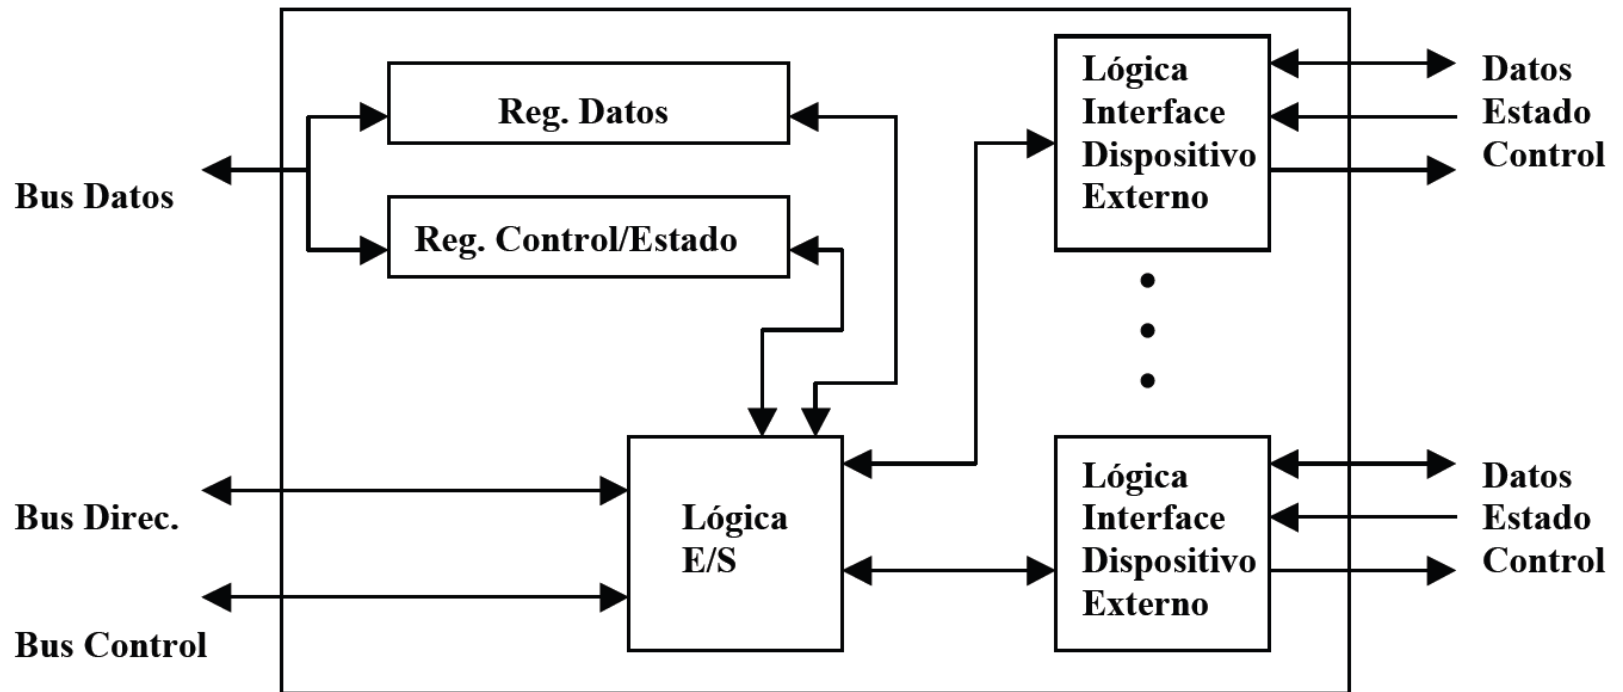 Bus Datos
Bus Direc.
Bus Control
Reg. Datos
Reg. Control/Estado
Lógica
E/S
Lógica
Interface
Dispositivo
Externo
Datos
Estado
Control
Lógica
Interface
Dispositivo
Externo
Datos
Estado
Control